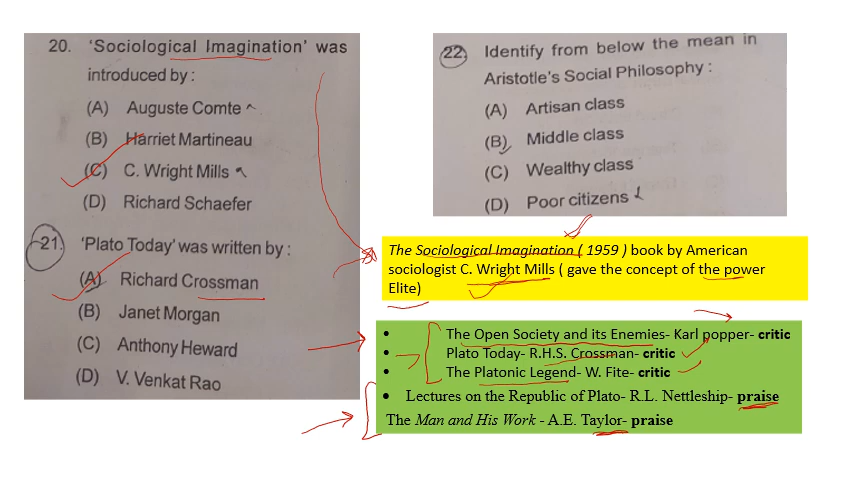 20. 'Sociological Imagination' was
introduced by :
(A) Auguste Comte
(B) Harriet Martineau
(C) C. Wright Mills
(D) Richard Schaefer
21. 'Plato Today' was written by :
(A) Richard Crossman
(B) Janet Morgan
(C) Anthony Heward
(D) V. Venkat Rao
22. Identify from below the mean in
Aristotle's Social Philosophy :
(A) Artisan class
(B) Middle class
(C) Wealthy class
(D) Poor citizens
The Sociological Imagination ( 1959 ) book by American
sociologist C. Wright Mills ( gave the concept of the power
Elite)
• The Open Society and its Enemies- Karl popper- critic
• Plato Today- R.H.S. Crossman- critic
• The Platonic Legend- W. Fite- critic
• Lectures on the Republic of Plato- R.L. Nettleship- praise
The Man and His Work - A.E. Taylor- praise